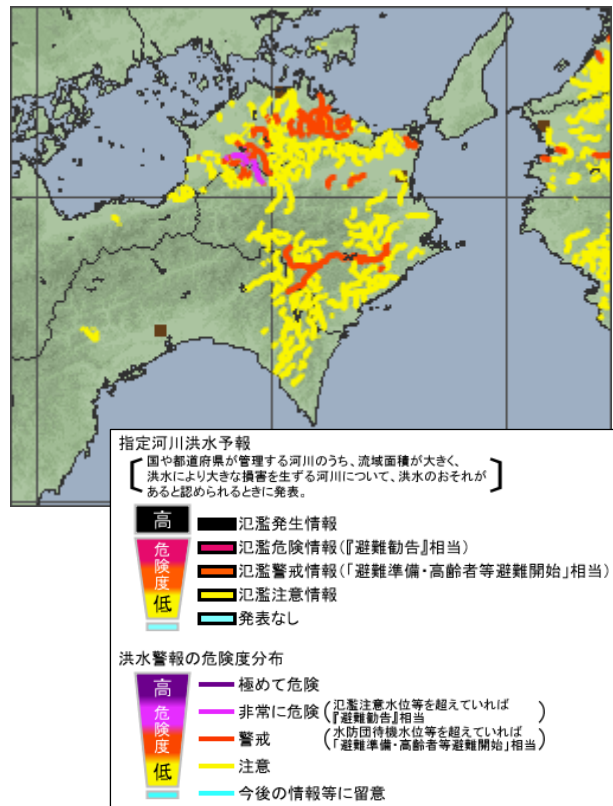 指定河川洪水予報
国や都道府県が管理する河川のうち、流域面積が大きく、
洪水により大きな損害を生ずる河川について、洪水のおそれが
あると認められるときに発表。
高
危険度
低
氾濫発生情報
氾濫危険情報(『避難勧告』相当)
氾濫警戒情報(「避難準備・高齢者等避難開始」相当)
氾濫注意情報
発表なし
洪水警報の危険度分布
高
危険度
低
極めて危険
非常に危険(氾濫注意水位等を超えていれば
『避難勧告』相当)
警戒(水防団待機水位等を超えていれば
「避難準備・高齢者等避難開始」相当)
注意
今後の情報等に留意